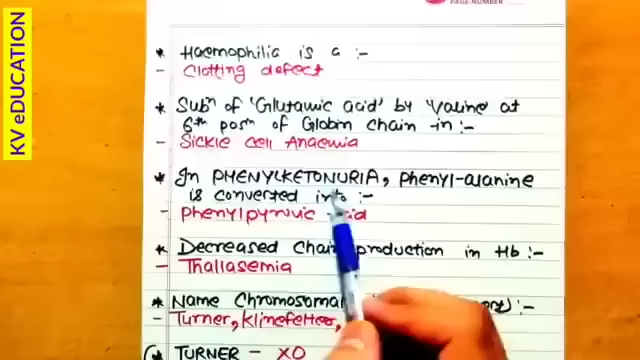 PAGE NUMBER
KV eDUCATION
* Haemophilia is a :-
- Clotting defect
* Subⁿ of 'Glutamic acid' by 'Valine' at
6th posⁿ of Globin chain in :-
- Sickle Cell Anaemia
* In PHENYLKETONURIA, Phenyl-alanine
is converted into :-
- Phenylpyruvic acid
* Decreased Chain production in Hb :-
- Thallasemia
* Name Chromosomal :-
- Turner, Klinefelter,
* TURNER - XO